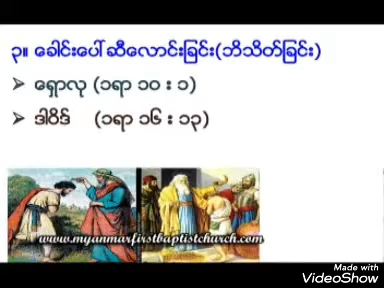 ၃။ ခေါင်းပေါ်ဆီလောင်းခြင်း(ဘိသိတ်ခြင်း)
➢ ရှောလု (၁ရာ ၁၀ : ၁)
➢ ဒါဝိဒ် (၁ရာ ၁၆ : ၁၃)
www.myanmarfirstbaptistchurch.com
Made with
VideoShow